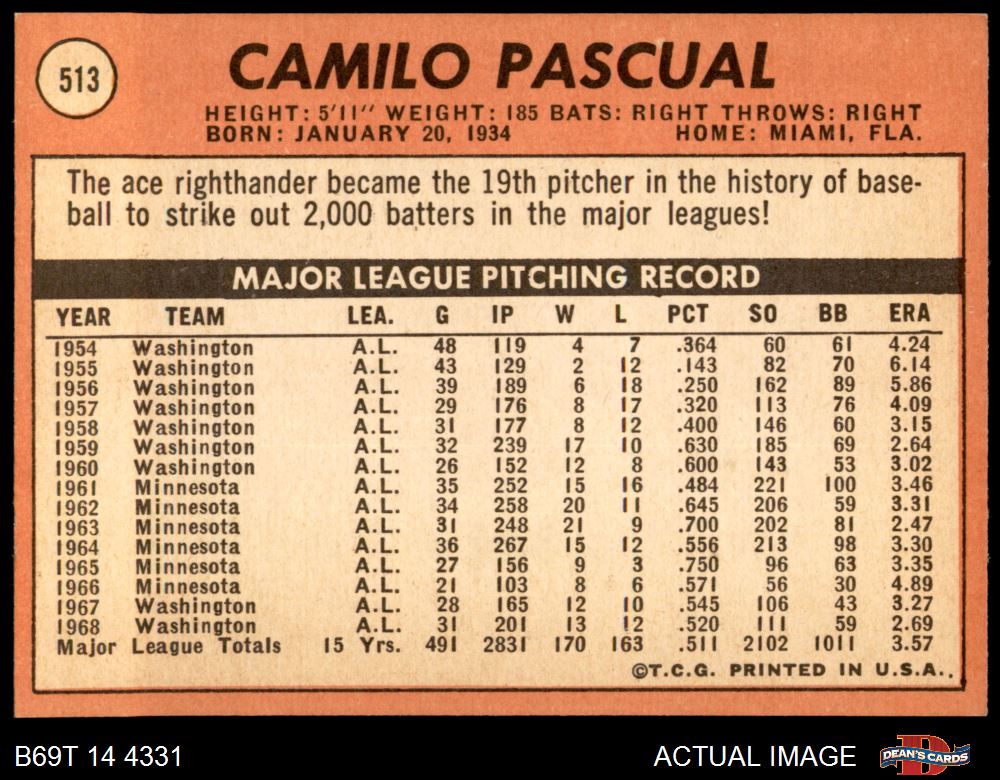 513
CAMILO PASCUAL
HEIGHT: 5'11" WEIGHT: 185 BATS: RIGHT THROWS: RIGHT
BORN: JANUARY 20, 1934 HOME: MIAMI, FLA.
The ace righthander became the 19th pitcher in the history of base-
ball to strike out 2,000 batters in the major leagues!
MAJOR LEAGUE PITCHING RECORD
YEAR TEAM LEA. G IP W L PCT SO BB ERA
1954 Washington A.L. 48 119 4 7 .364 60 61 4.24
1955 Washington A.L. 43 129 2 12 .143 82 70 6.14
1956 Washington A.L. 39 189 6 18 .250 162 89 5.86
1957 Washington A.L. 29 176 8 17 .320 113 76 4.09
1958 Washington A.L. 31 177 8 12 .400 146 60 3.15
1959 Washington A.L. 32 239 17 10 .630 185 69 2.64
1960 Washington A.L. 26 152 12 8 .600 143 53 3.02
1961 Minnesota A.L. 35 252 15 16 .484 221 100 3.46
1962 Minnesota A.L. 34 258 20 11 .645 206 59 3.31
1963 Minnesota A.L. 31 248 21 9 .700 202 81 2.47
1964 Minnesota A.L. 36 267 15 12 .556 213 98 3.30
1965 Minnesota A.L. 27 156 9 3 .750 96 63 3.35
1966 Minnesota A.L. 21 103 8 6 .571 56 30 4.89
1967 Washington A.L. 28 165 12 10 .545 106 43 3.27
1968 Washington A.L. 31 201 13 12 .520 111 59 2.69
Major League Totals 15 Yrs. 491 2831 170 163 .511 2102 1011 3.57
©T.C.G. PRINTED IN U.S.A.
B69T 14 4331 ACTUAL IMAGE DEAN'S CARDS